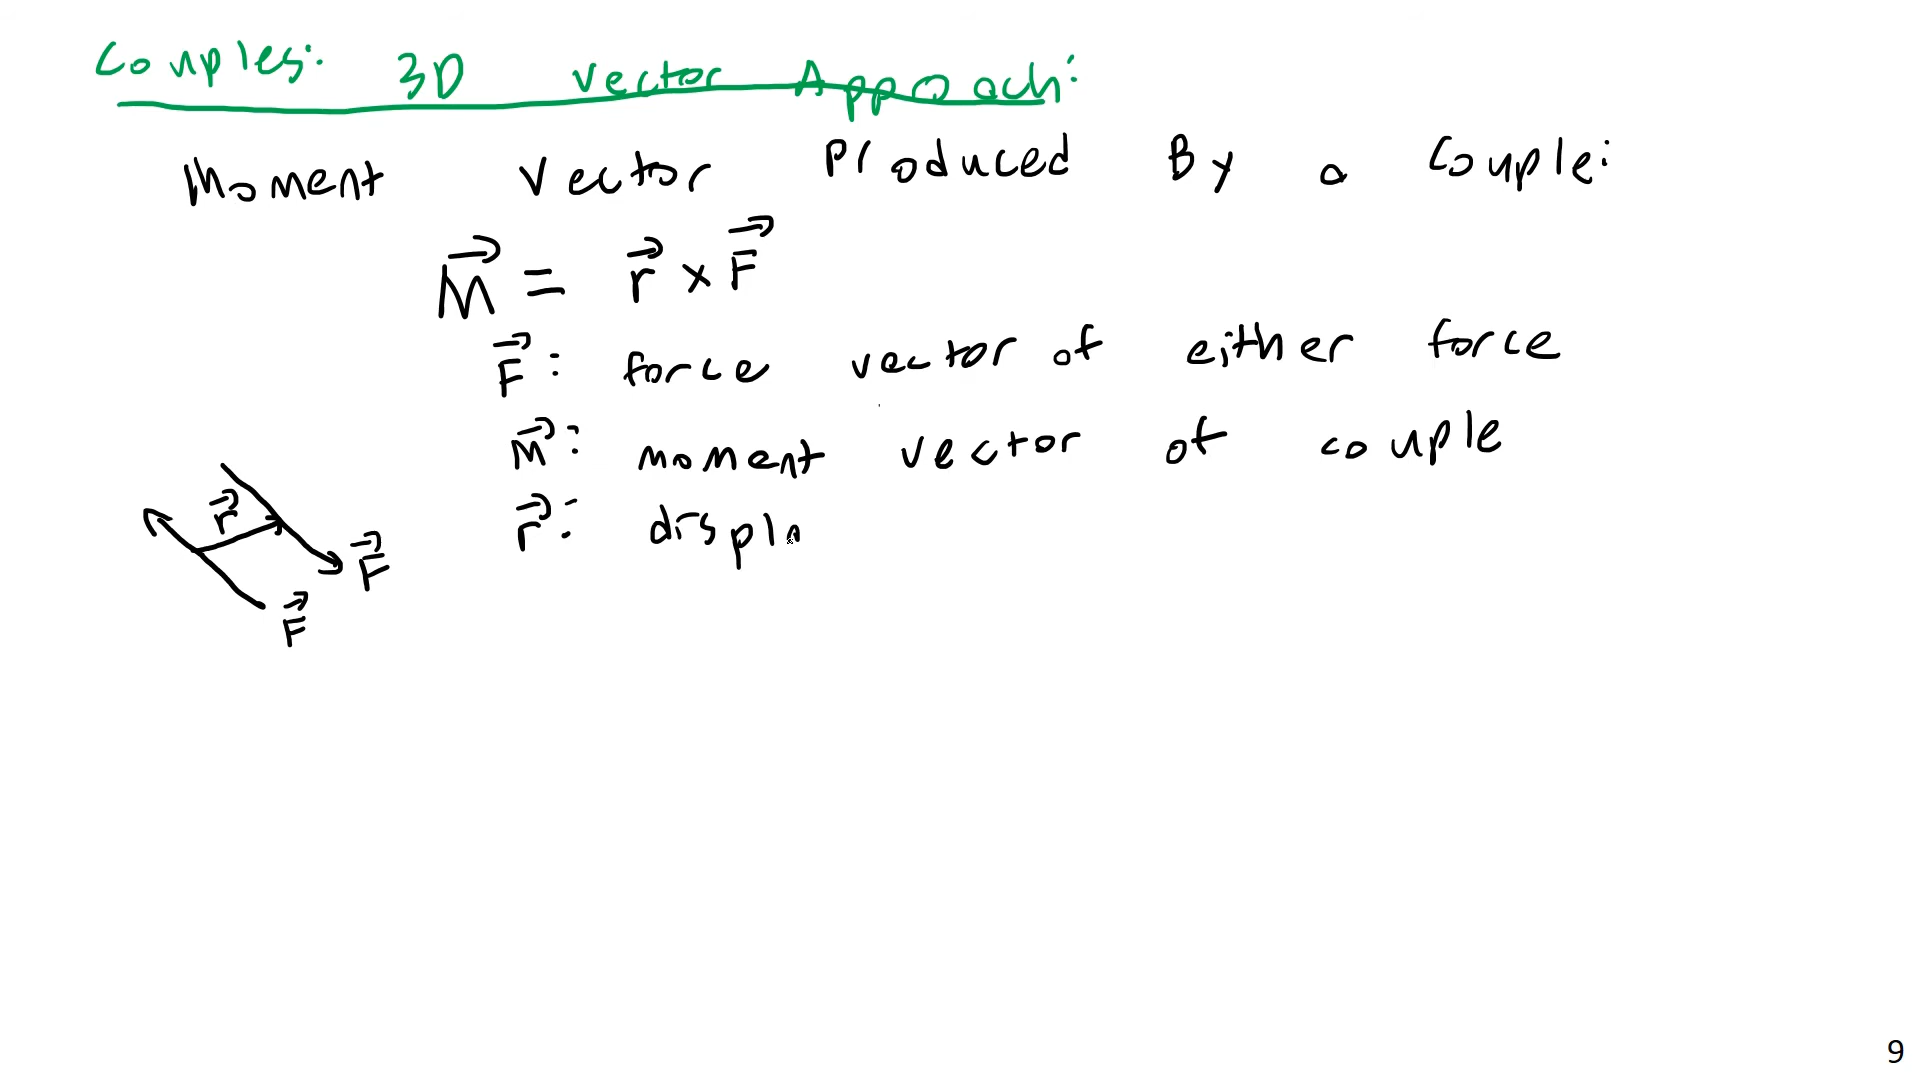 Couples: 3D Vector Approach:
Moment Vector Produced By a Couple:
M⃗ = r⃗ × F⃗
F⃗: force vector of either force
M⃗: moment vector of couple
r⃗: displa
r⃗
F⃗
F⃗
9